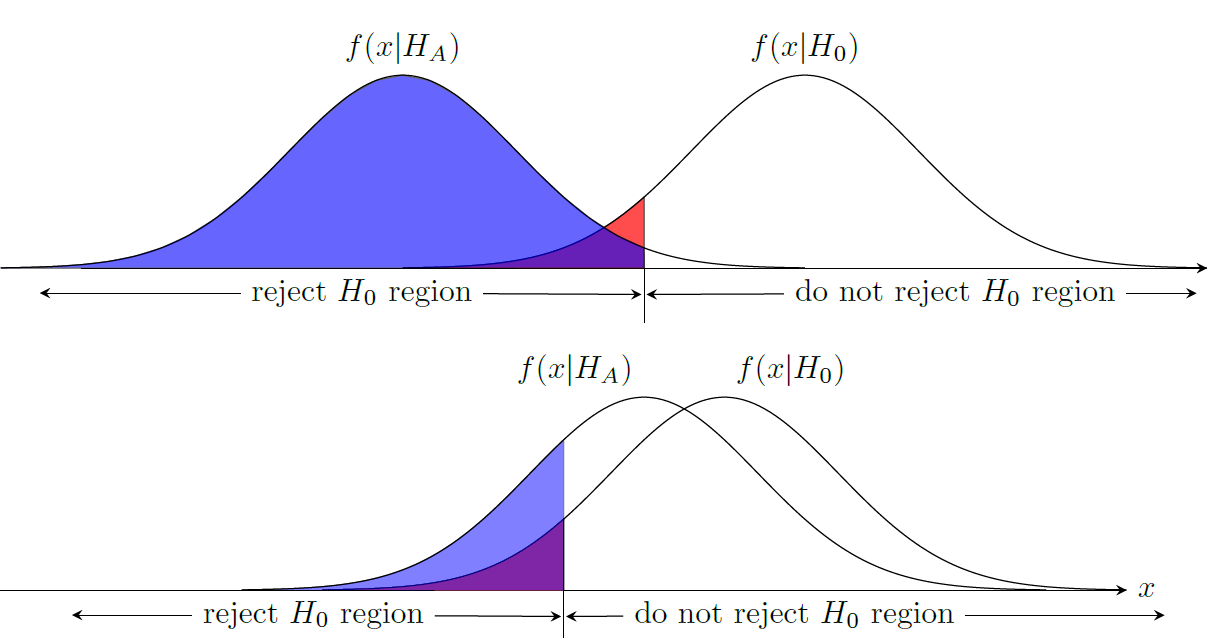 f(x|H_A) f(x|H_0)
reject H_0 region do not reject H_0 region
f(x|H_A) f(x|H_0)
x
reject H_0 region do not reject H_0 region